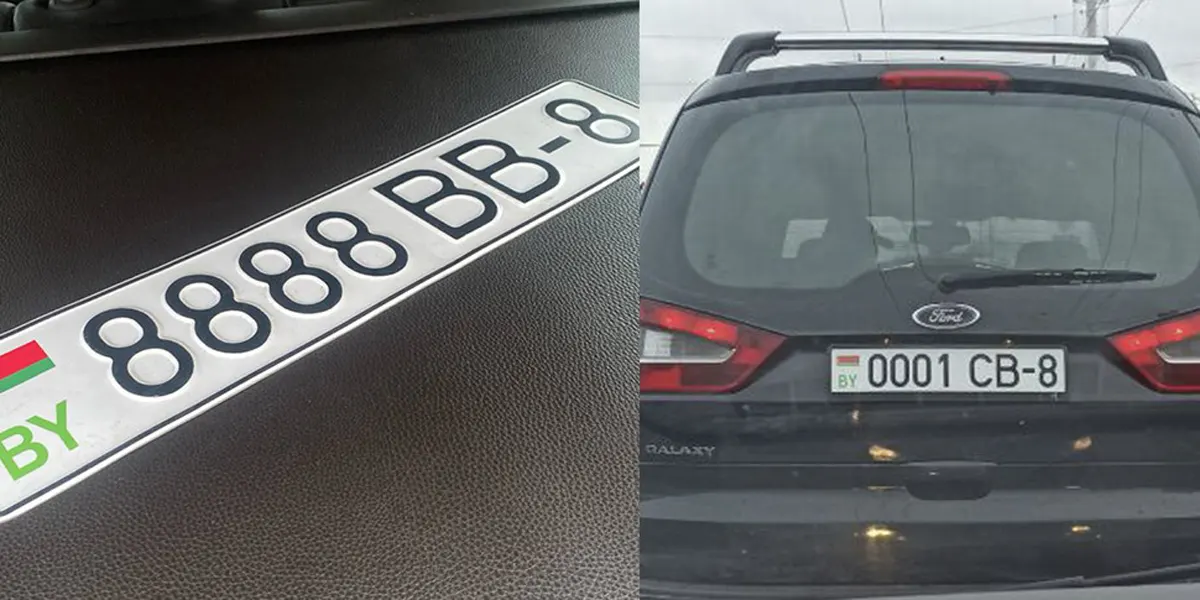 8888 BB-8
BY
Ford
0001 CB-8
BY
GALAXY